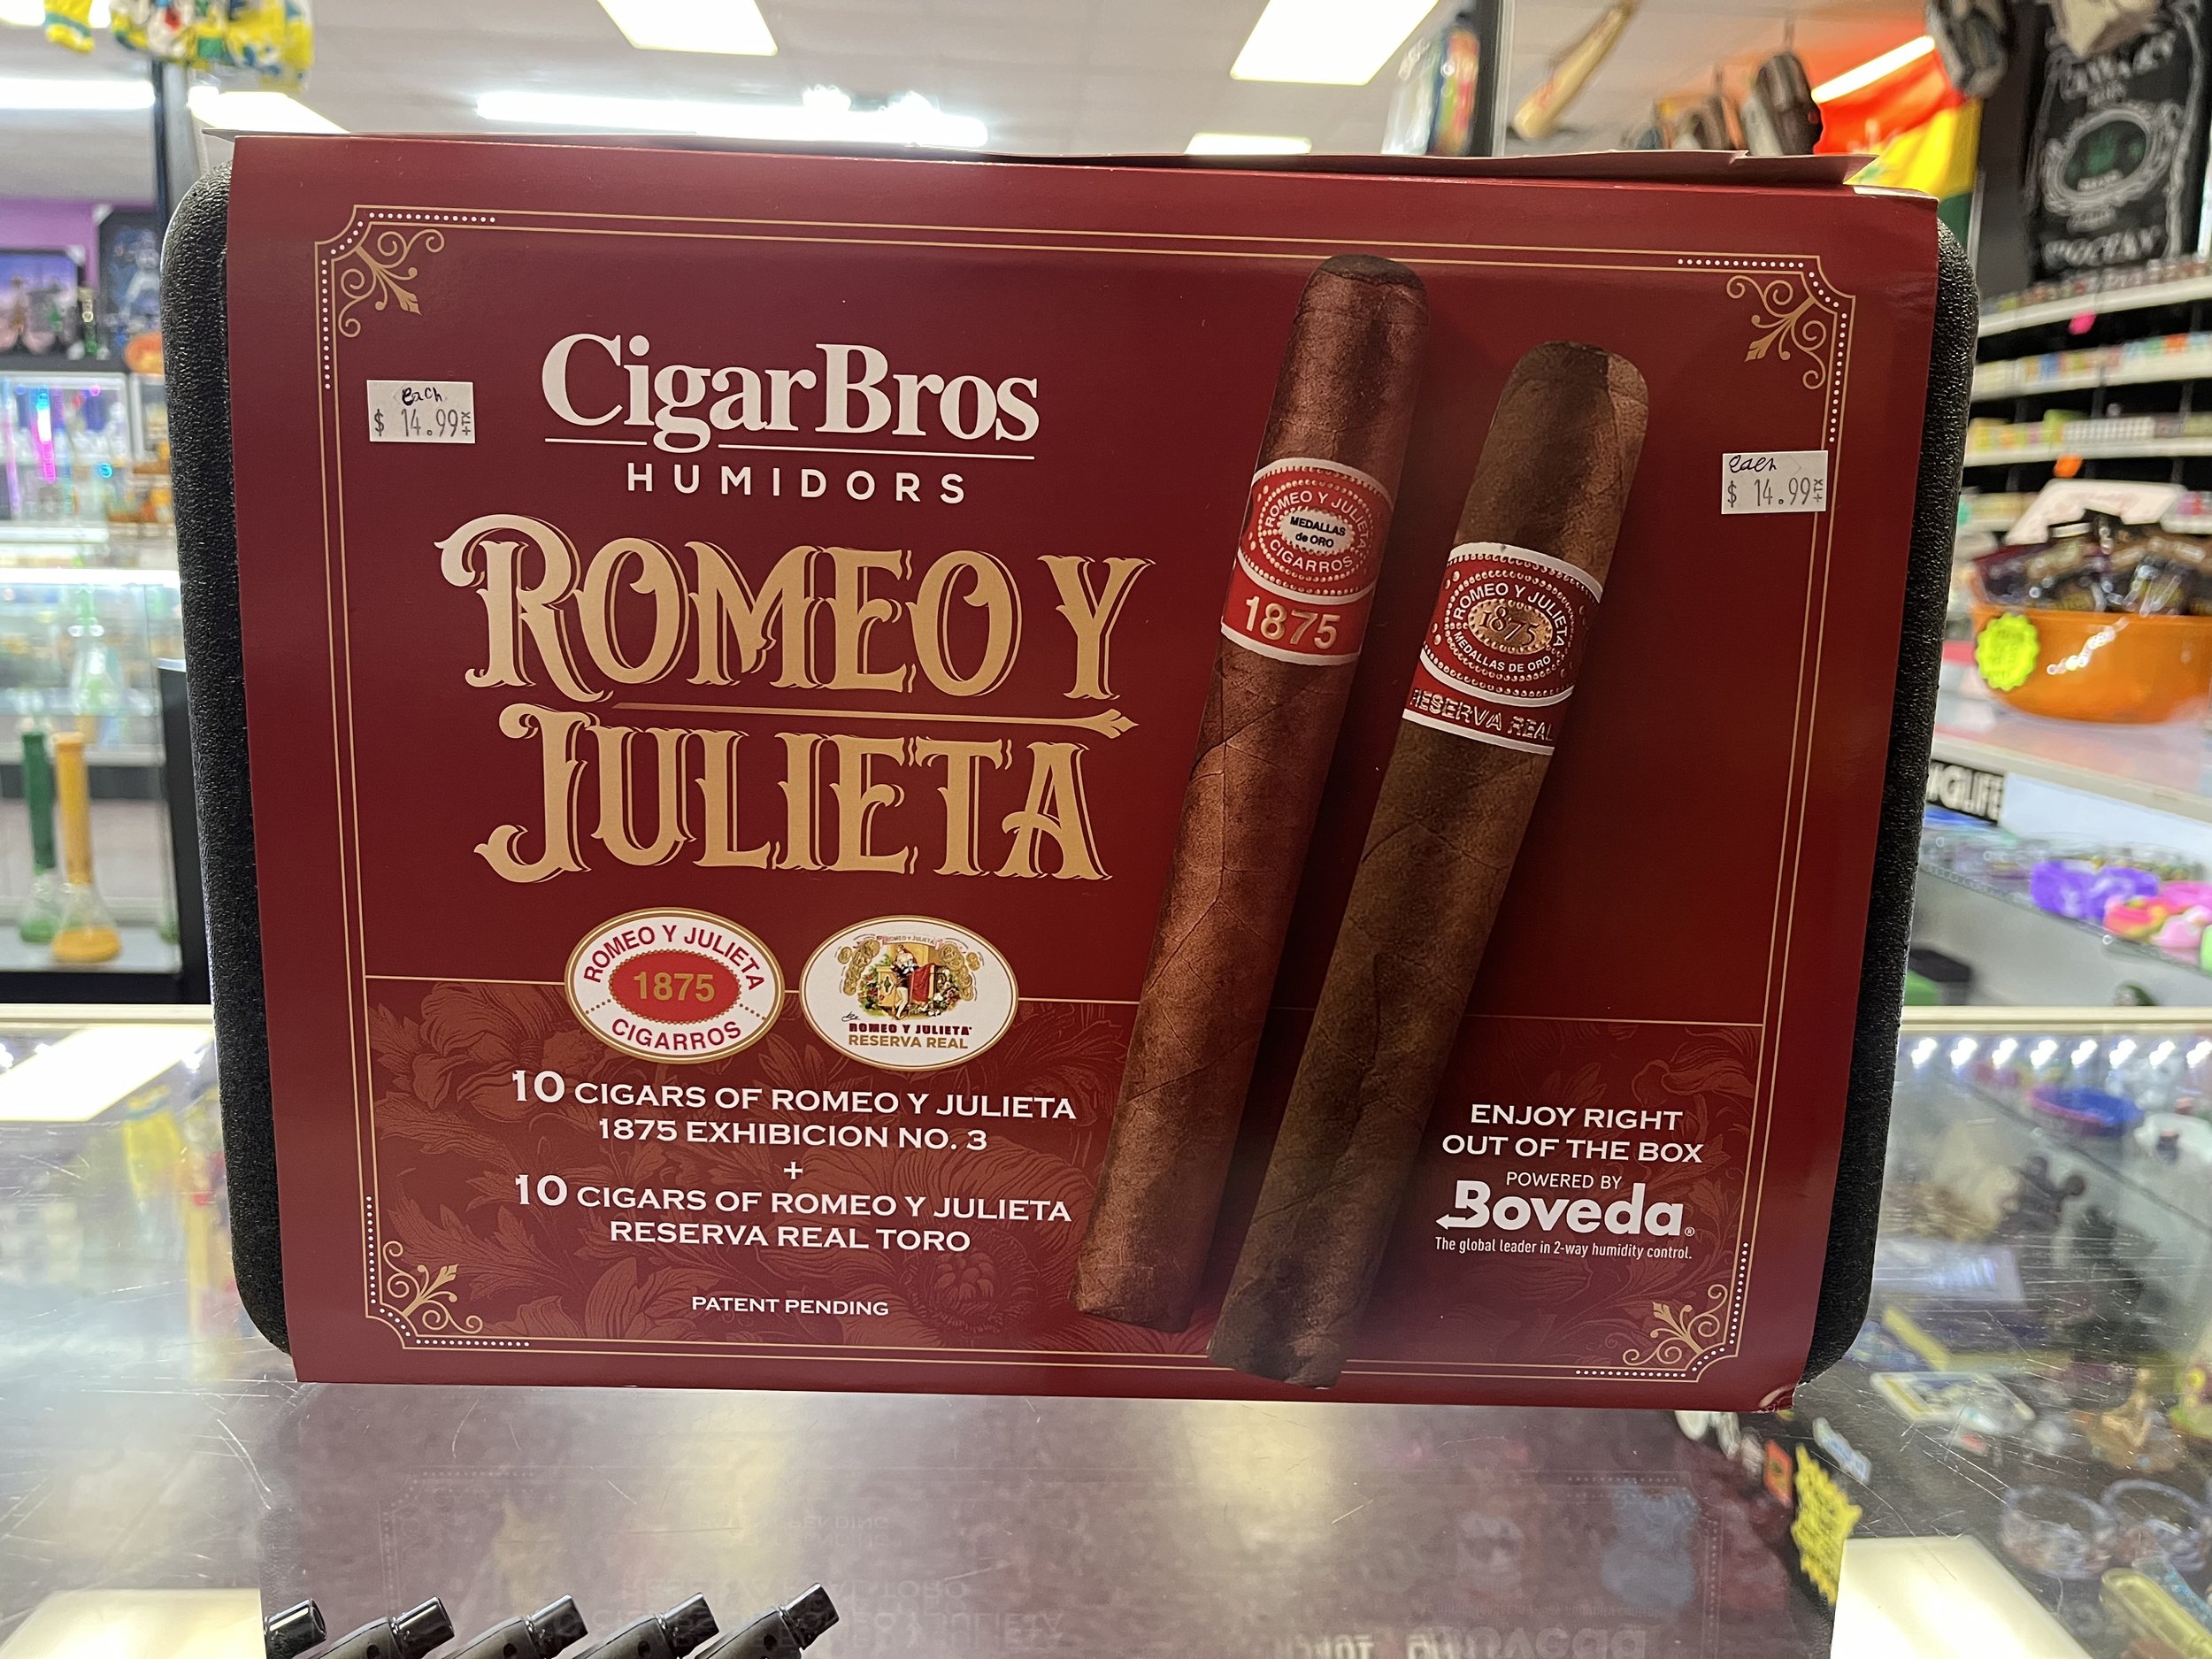 each
$ 14.99+TX
CigarBros
HUMIDORS
each
$ 14.99+TX
ROMEO Y
JULIETA
ROMEO Y JULIETA
MEDALLAS
de ORO
CIGARROS
1875
ROMEO Y JULIETA
1875
MEDALLAS DE ORO
RESERVA REAL
ROMEO Y JULIETA
1875
CIGARROS
ROMEO Y JULIETA
RESERVA REAL
10 CIGARS OF ROMEO Y JULIETA
1875 EXHIBICION NO. 3
+
10 CIGARS OF ROMEO Y JULIETA
RESERVA REAL TORO
PATENT PENDING
ENJOY RIGHT
OUT OF THE BOX
POWERED BY
Boveda®
The global leader in 2-way humidity control.